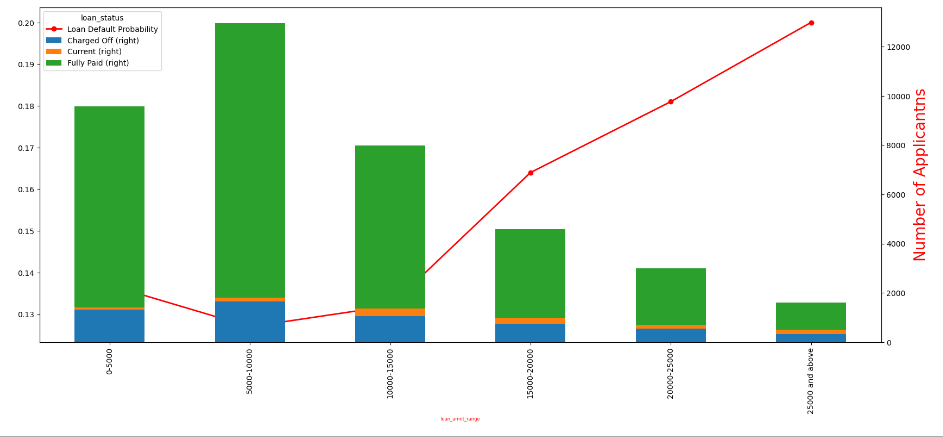 loan_status
Loan Default Probability
Charged Off (right)
Current (right)
Fully Paid (right)
0.20
0.19
0.18
0.17
0.16
0.15
0.14
0.13
12000
10000
8000
6000
4000
2000
0
Number of Applicantns
0-5000
5000-10000
10000-15000
15000-20000
20000-25000
25000 and above
loan_amnt_range